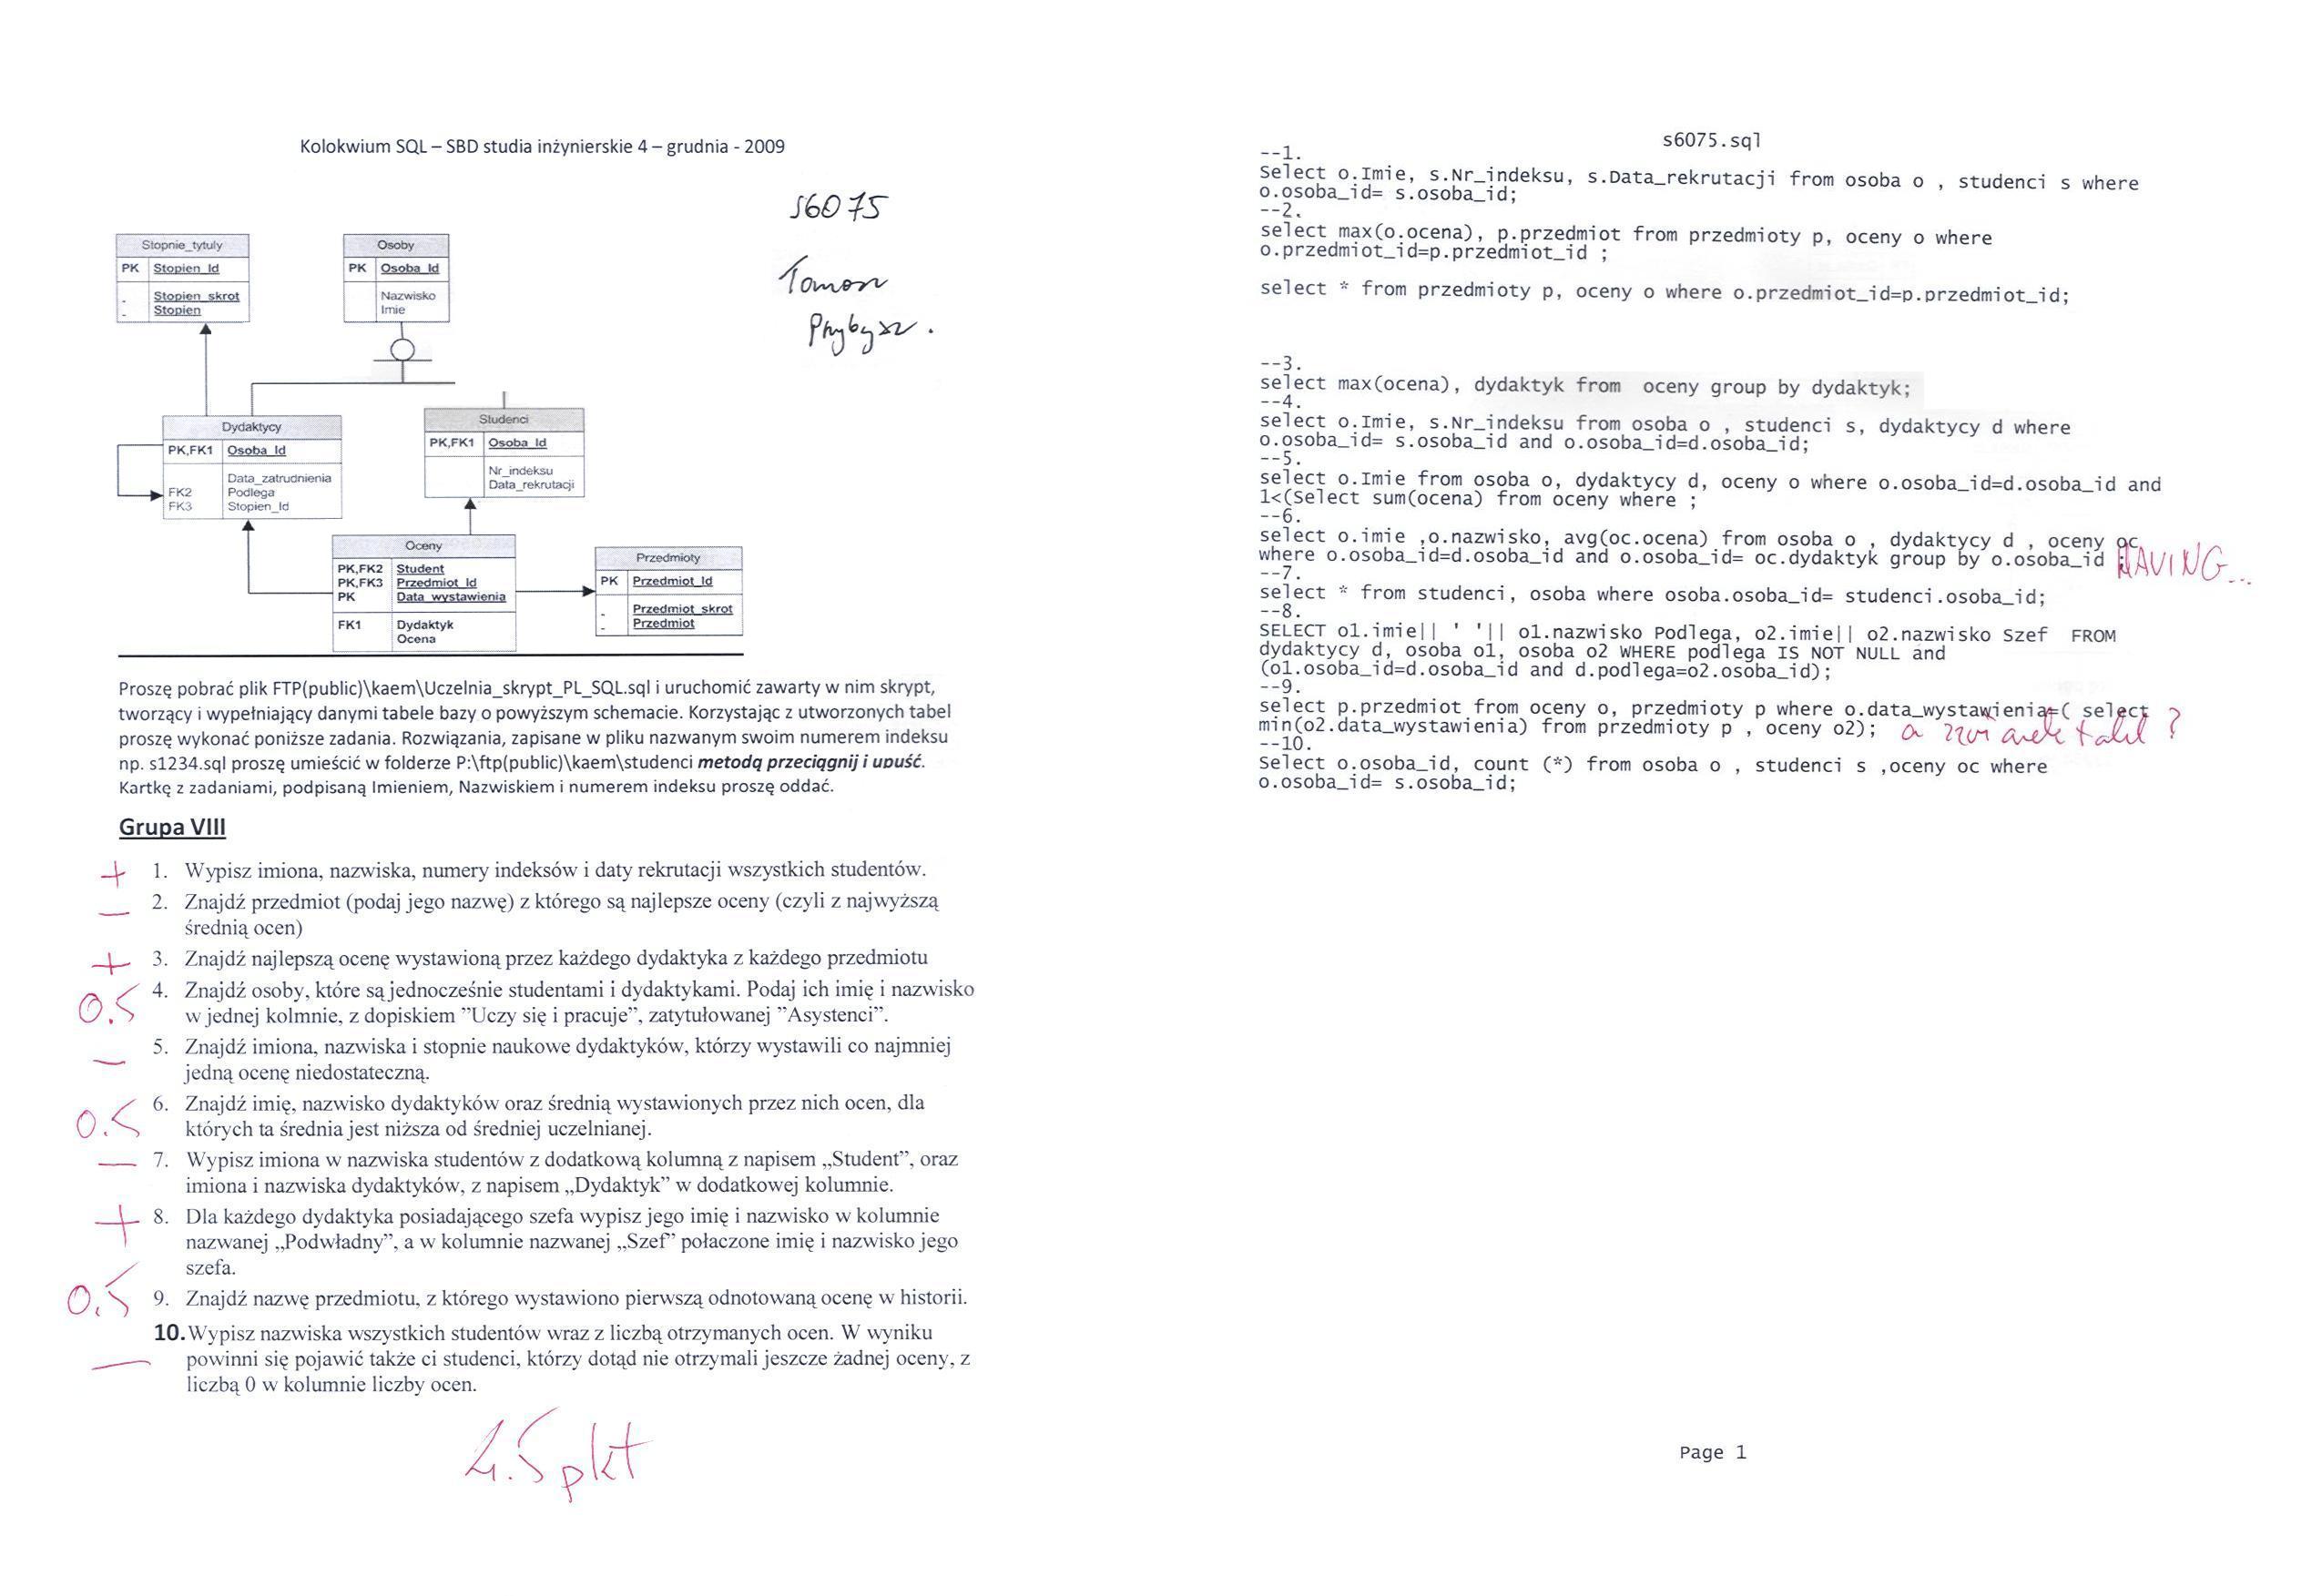 Kolokwium SQL – SBD studia inżynierskie 4 – grudnia - 2009
s6075
Stopnie_tytuly
PK Stopien_Id
- Stopien_skrot
- Stopien
Osoby
PK Osoba_Id
Nazwisko
Imie
Dydaktycy
PK,FK1 Osoba_Id
Data_zatrudnienia
FK2 Podlega
FK3 Stopien_Id
Studenci
PK,FK1 Osoba_Id
Nr_indeksu
Data_rekrutacji
Oceny
PK,FK2 Student
PK,FK3 Przedmiot_Id
PK Data_wystawienia
FK1 Dydaktyk
Ocena
Przedmioty
PK Przedmiot_Id
- Przedmiot_skrot
- Przedmiot
Proszę pobrać plik FTP(public)\kaem\Uczelnia_skrypt_PL_SQL.sql i uruchomić zawarty w nim skrypt,
tworzący i wypełniający danymi tabele bazy o powyższym schemacie. Korzystając z utworzonych tabel
proszę wykonać poniższe zadania. Rozwiązania, zapisane w pliku nazwanym swoim numerem indeksu
np. s1234.sql proszę umieścić w folderze P:\ftp(public)\kaem\studenci metodą przeciągnij i upuść.
Kartkę z zadaniami, podpisaną Imieniem, Nazwiskiem i numerem indeksu proszę oddać.
Grupa VIII
+ 1. Wypisz imiona, nazwiska, numery indeksów i daty rekrutacji wszystkich studentów.
— 2. Znajdź przedmiot (podaj jego nazwę) z którego są najlepsze oceny (czyli z najwyższą
średnią ocen)
+ 3. Znajdź najlepszą ocenę wystawioną przez każdego dydaktyka z każdego przedmiotu
0.5 4. Znajdź osoby, które są jednocześnie studentami i dydaktykami. Podaj ich imię i nazwisko
w jednej kolmnie, z dopiskiem ”Uczy się i pracuje”, zatytułowanej ”Asystenci”.
— 5. Znajdź imiona, nazwiska i stopnie naukowe dydaktyków, którzy wystawili co najmniej
jedną ocenę niedostateczną.
0.5 6. Znajdź imię, nazwisko dydaktyków oraz średnią wystawionych przez nich ocen, dla
których ta średnia jest niższa od średniej uczelnianej.
— 7. Wypisz imiona w nazwiska studentów z dodatkową kolumną z napisem „Student”, oraz
imiona i nazwiska dydaktyków, z napisem „Dydaktyk” w dodatkowej kolumnie.
+ 8. Dla każdego dydaktyka posiadającego szefa wypisz jego imię i nazwisko w kolumnie
nazwanej „Podwładny”, a w kolumnie nazwanej „Szef” połaczone imię i nazwisko jego
szefa.
0.5 9. Znajdź nazwę przedmiotu, z którego wystawiono pierwszą odnotowaną ocenę w historii.
10. Wypisz nazwiska wszystkich studentów wraz z liczbą otrzymanych ocen. W wyniku
— powinni się pojawić także ci studenci, którzy dotąd nie otrzymali jeszcze żadnej oceny, z
liczbą 0 w kolumnie liczby ocen.
4.5 pkt
s6075.sql
--1.
Select o.Imie, s.Nr_indeksu, s.Data_rekrutacji from osoba o , studenci s where
o.osoba_id= s.osoba_id;
--2.
select max(o.ocena), p.przedmiot from przedmioty p, oceny o where
o.przedmiot_id=p.przedmiot_id ;
select * from przedmioty p, oceny o where o.przedmiot_id=p.przedmiot_id;
--3.
select max(ocena), dydaktyk from oceny group by dydaktyk;
--4.
select o.Imie, s.Nr_indeksu from osoba o , studenci s, dydaktycy d where
o.osoba_id= s.osoba_id and o.osoba_id=d.osoba_id;
--5.
select o.Imie from osoba o, dydaktycy d, oceny o where o.osoba_id=d.osoba_id and
1<(Select sum(ocena) from oceny where ;
--6.
select o.imie ,o.nazwisko, avg(oc.ocena) from osoba o , dydaktycy d , oceny oc
where o.osoba_id=d.osoba_id and o.osoba_id= oc.dydaktyk group by o.osoba_id ; HAVING...
--7.
select * from studenci, osoba where osoba.osoba_id= studenci.osoba_id;
--8.
SELECT o1.imie|| ' '|| o1.nazwisko Podlega, o2.imie|| o2.nazwisko Szef FROM
dydaktycy d, osoba o1, osoba o2 WHERE podlega IS NOT NULL and
(o1.osoba_id=d.osoba_id and d.podlega=o2.osoba_id);
--9.
select p.przedmiot from oceny o, przedmioty p where o.data_wystawienia=( select
min(o2.data_wystawienia) from przedmioty p , oceny o2); a złączenie tabel ?
--10.
Select o.osoba_id, count (*) from osoba o , studenci s ,oceny oc where
o.osoba_id= s.osoba_id;
Page 1